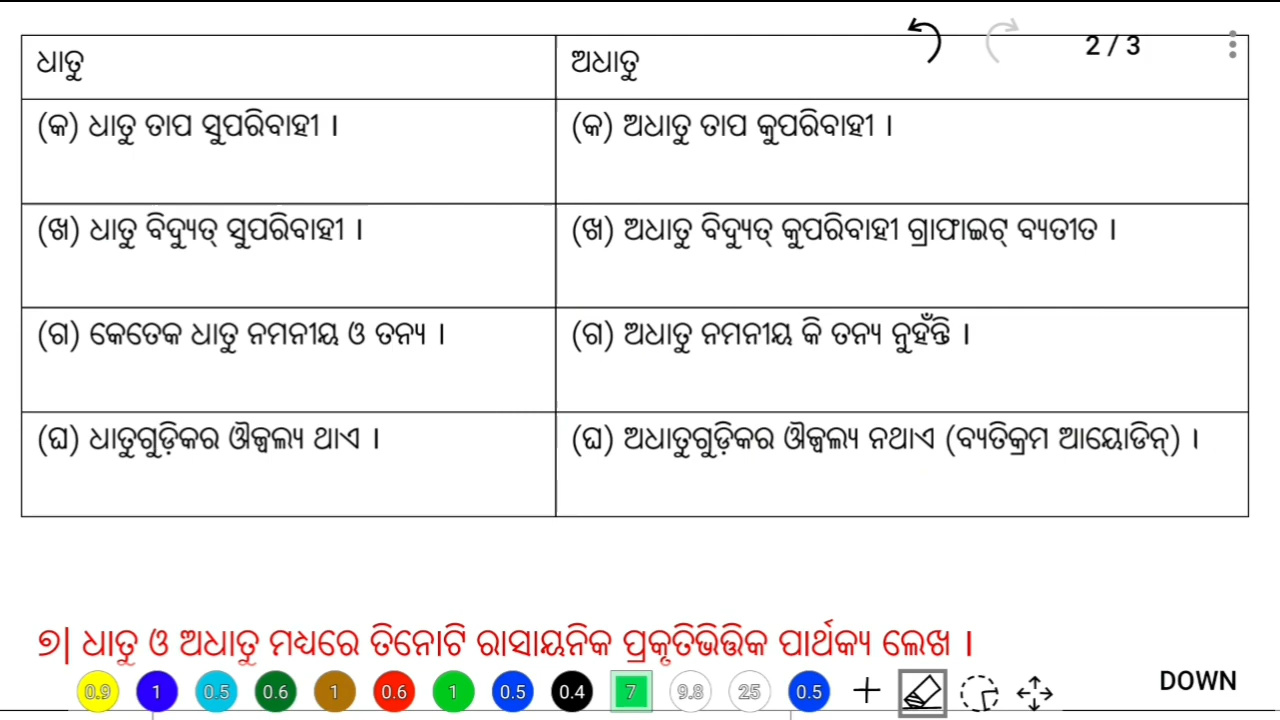 2 / 3
ଧାତୁ
ଅଧାତୁ
(କ) ଧାତୁ ତାପ ସୁପରିବାହୀ ।
(କ) ଅଧାତୁ ତାପ କୁପରିବାହୀ ।
(ଖ) ଧାତୁ ବିଦ୍ୟୁତ୍ ସୁପରିବାହୀ ।
(ଖ) ଅଧାତୁ ବିଦ୍ୟୁତ୍ କୁପରିବାହୀ ଗ୍ରାଫାଇଟ୍ ବ୍ୟତୀତ ।
(ଗ) କେତେକ ଧାତୁ ନମନୀୟ ଓ ତନ୍ୟ ।
(ଗ) ଅଧାତୁ ନମନୀୟ କି ତନ୍ୟ ନୁହଁନ୍ତି ।
(ଘ) ଧାତୁଗୁଡ଼ିକର ଔଜ୍ଜ୍ୱଲ୍ୟ ଥାଏ ।
(ଘ) ଅଧାତୁଗୁଡ଼ିକର ଔଜ୍ଜ୍ୱଲ୍ୟ ନଥାଏ (ବ୍ୟତିକ୍ରମ ଆୟୋଡିନ୍) ।
୭| ଧାତୁ ଓ ଅଧାତୁ ମଧ୍ୟରେ ତିନୋଟି ରାସାୟନିକ ପ୍ରକୃତିଭିତ୍ତିକ ପାର୍ଥକ୍ୟ ଲେଖ ।
0.9 1 0.5 0.6 1 0.6 1 0.5 0.4 7 9.8 25 0.5
DOWN